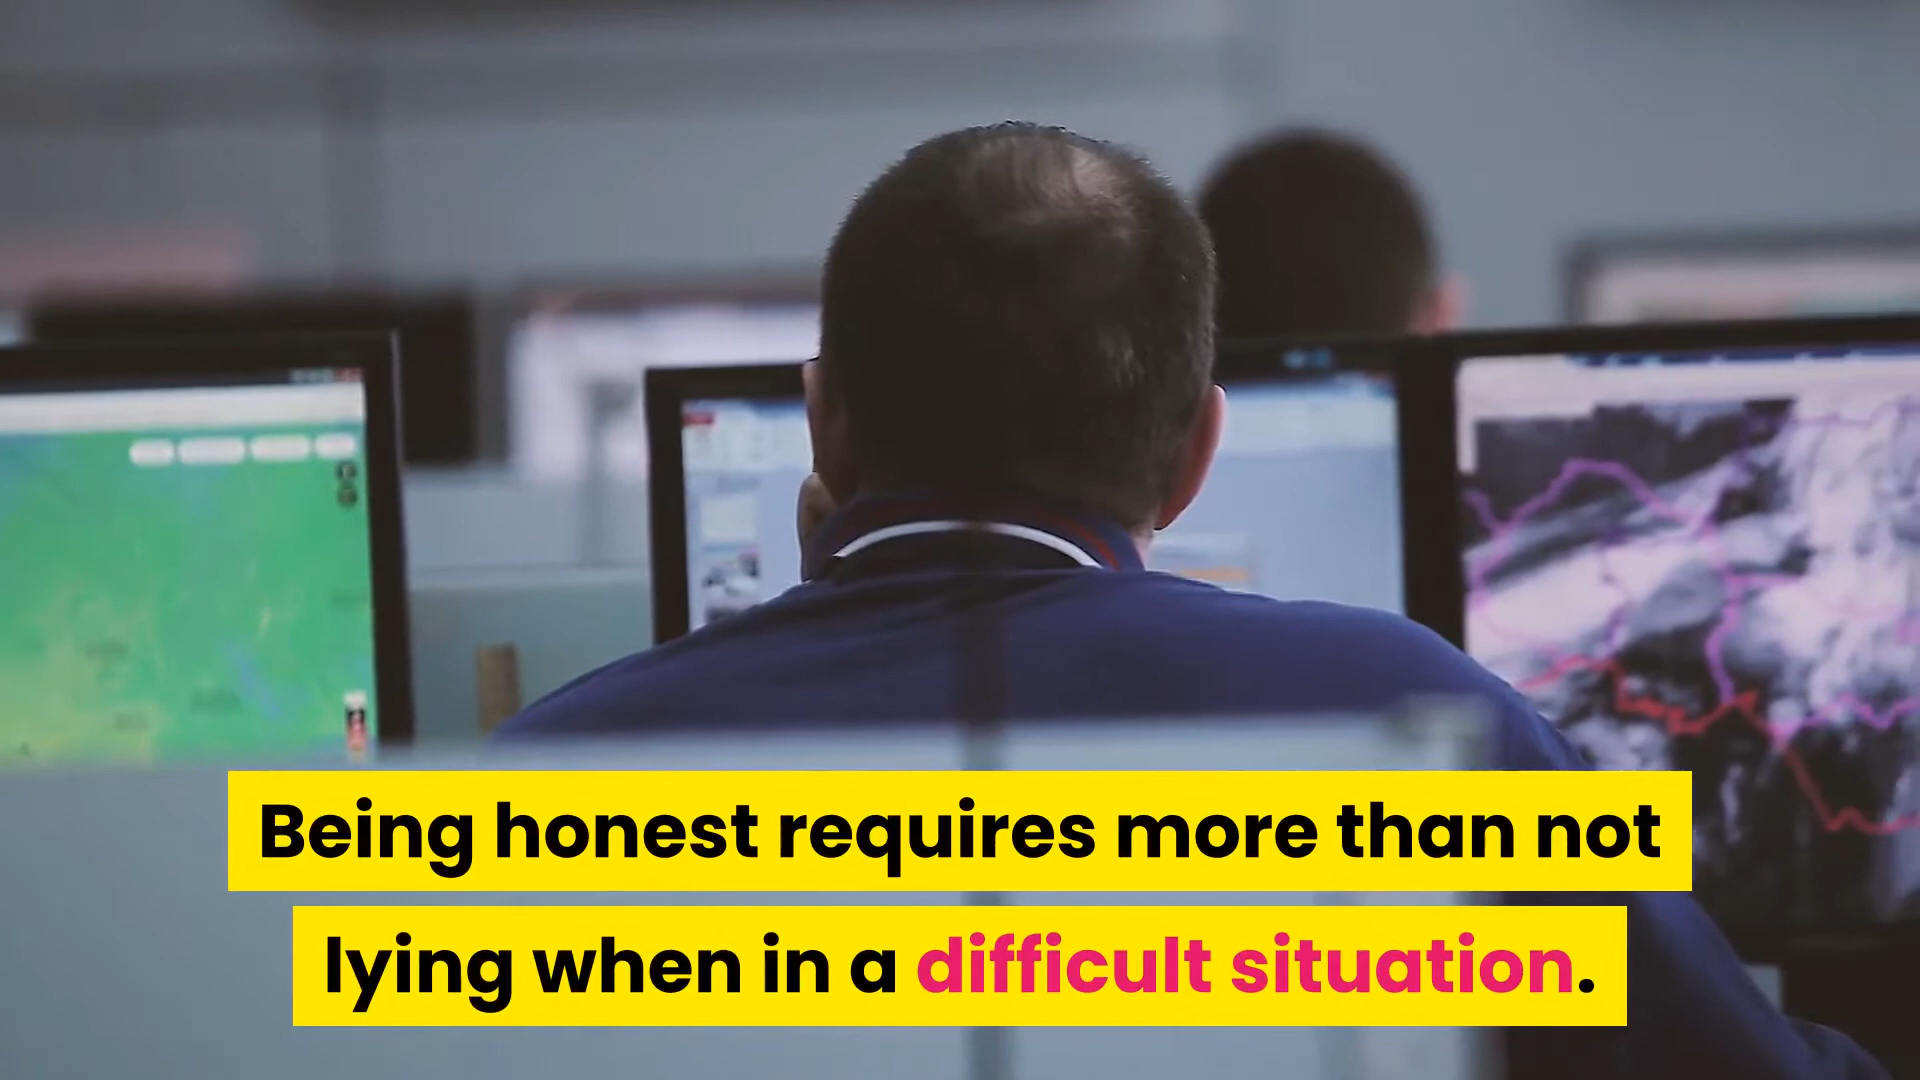 Being honest requires more than not
lying when in a difficult situation.